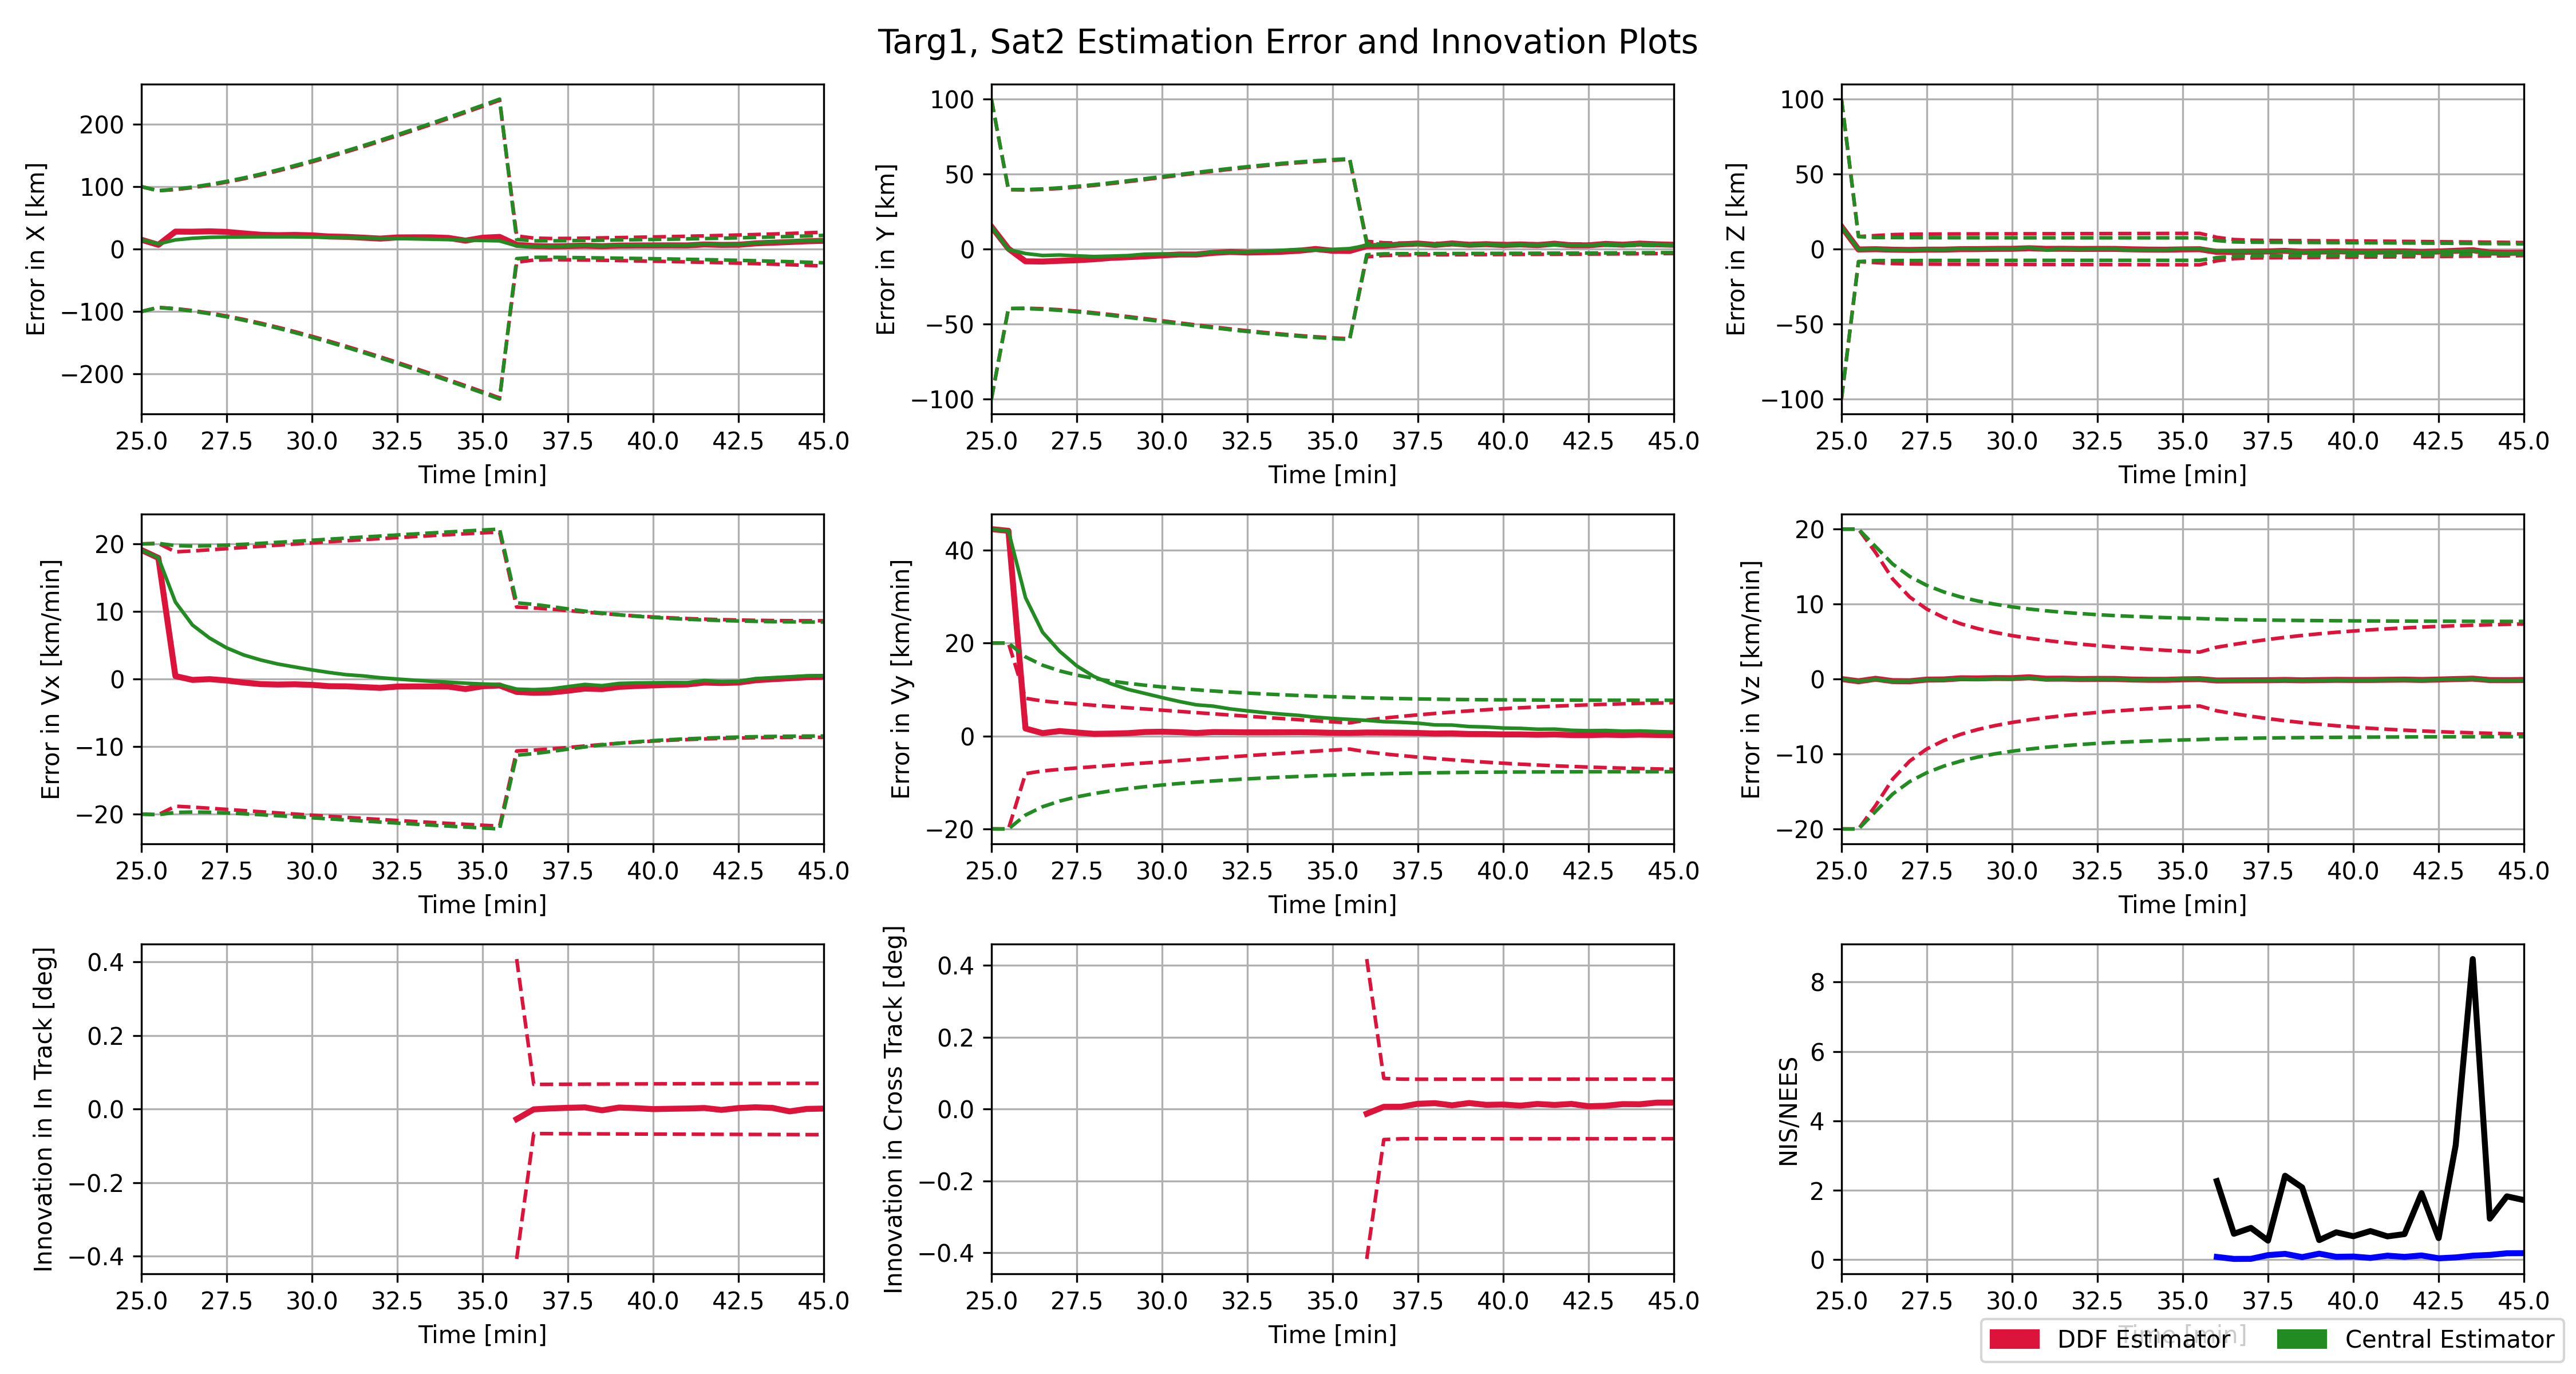 Targ1, Sat2 Estimation Error and Innovation Plots
Error in X [km]
200
100
0
−100
−200
25.0 27.5 30.0 32.5 35.0 37.5 40.0 42.5 45.0
Time [min]
Error in Y [km]
100
50
0
−50
−100
25.0 27.5 30.0 32.5 35.0 37.5 40.0 42.5 45.0
Time [min]
Error in Z [km]
100
50
0
−50
−100
25.0 27.5 30.0 32.5 35.0 37.5 40.0 42.5 45.0
Time [min]
Error in Vx [km/min]
20
10
0
−10
−20
25.0 27.5 30.0 32.5 35.0 37.5 40.0 42.5 45.0
Time [min]
Error in Vy [km/min]
40
20
0
−20
25.0 27.5 30.0 32.5 35.0 37.5 40.0 42.5 45.0
Time [min]
Error in Vz [km/min]
20
10
0
−10
−20
25.0 27.5 30.0 32.5 35.0 37.5 40.0 42.5 45.0
Time [min]
Innovation in In Track [deg]
0.4
0.2
0.0
−0.2
−0.4
25.0 27.5 30.0 32.5 35.0 37.5 40.0 42.5 45.0
Time [min]
Innovation in Cross Track [deg]
0.4
0.2
0.0
−0.2
−0.4
25.0 27.5 30.0 32.5 35.0 37.5 40.0 42.5 45.0
Time [min]
NIS/NEES
8
6
4
2
0
25.0 27.5 30.0 32.5 35.0 37.5 40.0 42.5 45.0
Time [min]
DDF Estimator Central Estimator